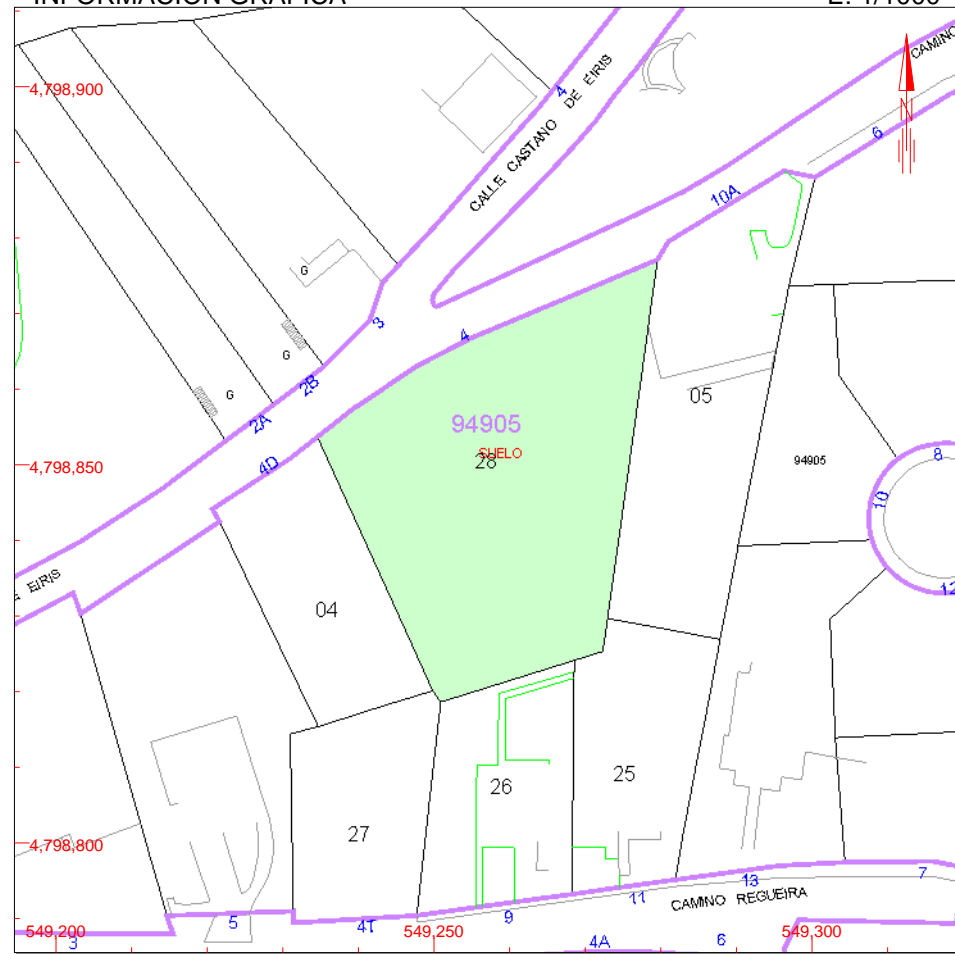 INFORMACIÓN GRÁFICA E: 1/1000
CAMINO
4,798,900
4
CALLE CASTANO DE EIRIS
6
N
10A
G
3
4
G
2B
G
2A
05
94905
SUELO
28
4D
4,798,850
94905
8
10
12
E EIRIS
04
26
25
27
4,798,800
13
7
11
CAMINO REGUEIRA
9
5
4T
549,200
549,250
549,300
3
4A
6